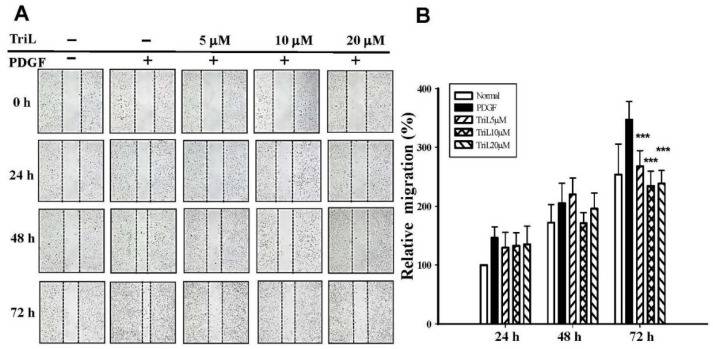 A
TriL – – 5 μM 10 μM 20 μM
PDGF – + + + +
0 h
24 h
48 h
72 h
B
Relative migration (%)
400
300
200
100
0
Normal
PDGF
TriL5μM
TriL10μM
TriL20μM
***
***
***
24 h 48 h 72 h